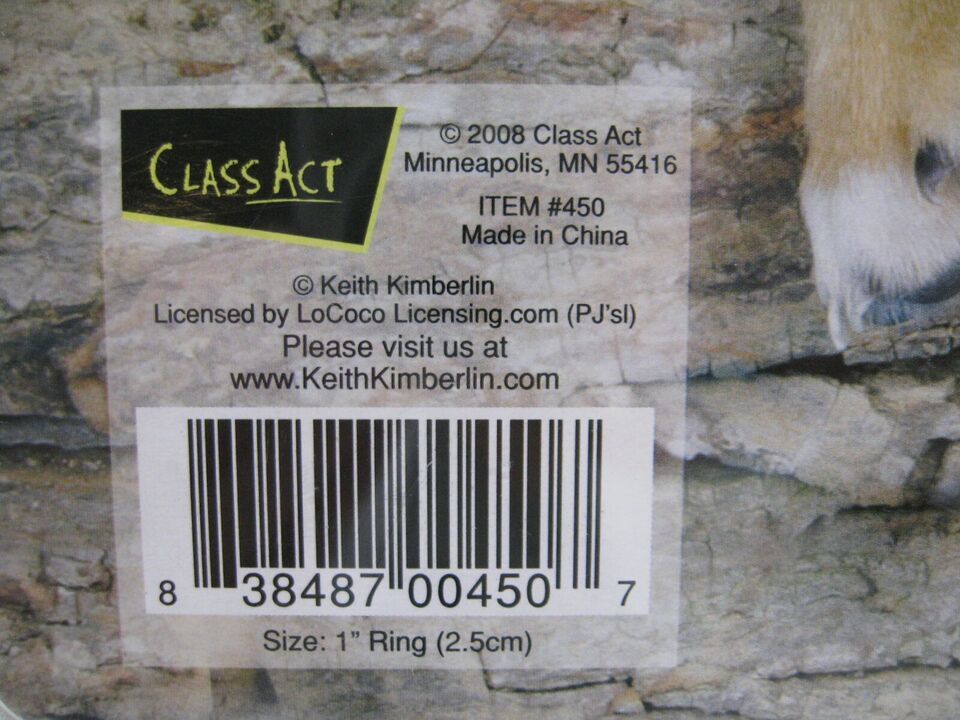 CLASS ACT
© 2008 Class Act
Minneapolis, MN 55416
ITEM #450
Made in China
© Keith Kimberlin
Licensed by LoCoco Licensing.com (PJ'sl)
Please visit us at
www.KeithKimberlin.com
8 38487 00450 7
Size: 1” Ring (2.5cm)